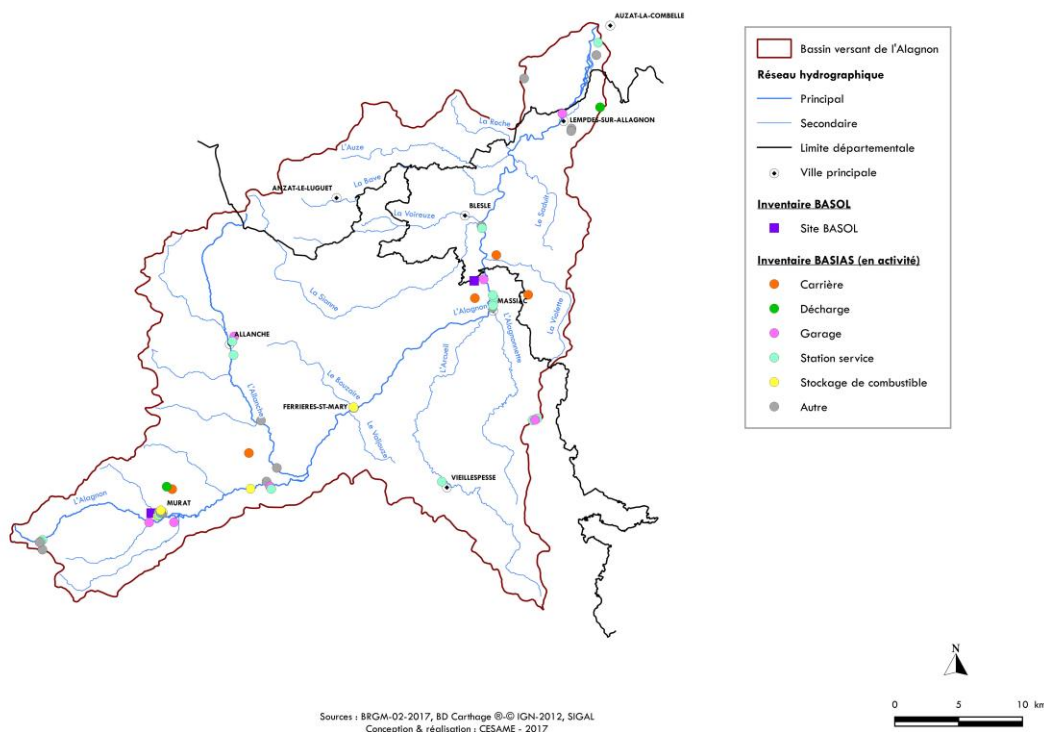 AUZAT-LA-COMBELLE
LEMPDES-SUR-ALLAGNON
La Roche
L'Auze
La Bave
ANZAT-LE-LUGUET
BLESLE
La Voireuze
Le Saduit
La Sianne
MASSIAC
L'Alagnon
La Violette
L'Alagnonnette
L'Arcueil
ALLANCHE
Le Bouzaire
L'Allanche
FERRIERES-ST-MARY
Le Valjouze
VIEILLESPESSE
L'Alagnon
MURAT
Bassin versant de l'Alagnon
Réseau hydrographique
Principal
Secondaire
Limite départementale
Ville principale
Inventaire BASOL
Site BASOL
Inventaire BASIAS (en activité)
Carrière
Décharge
Garage
Station service
Stockage de combustible
Autre
N
0 5 10 km
Sources : BRGM-02-2017, BD Carthage ®-© IGN-2012, SIGAL
Conception & réalisation : CESAME - 2017